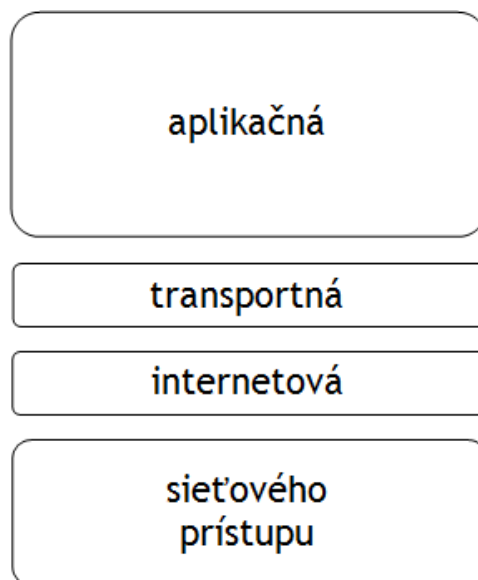 aplikačná
transportná
internetová
sieťového
prístupu